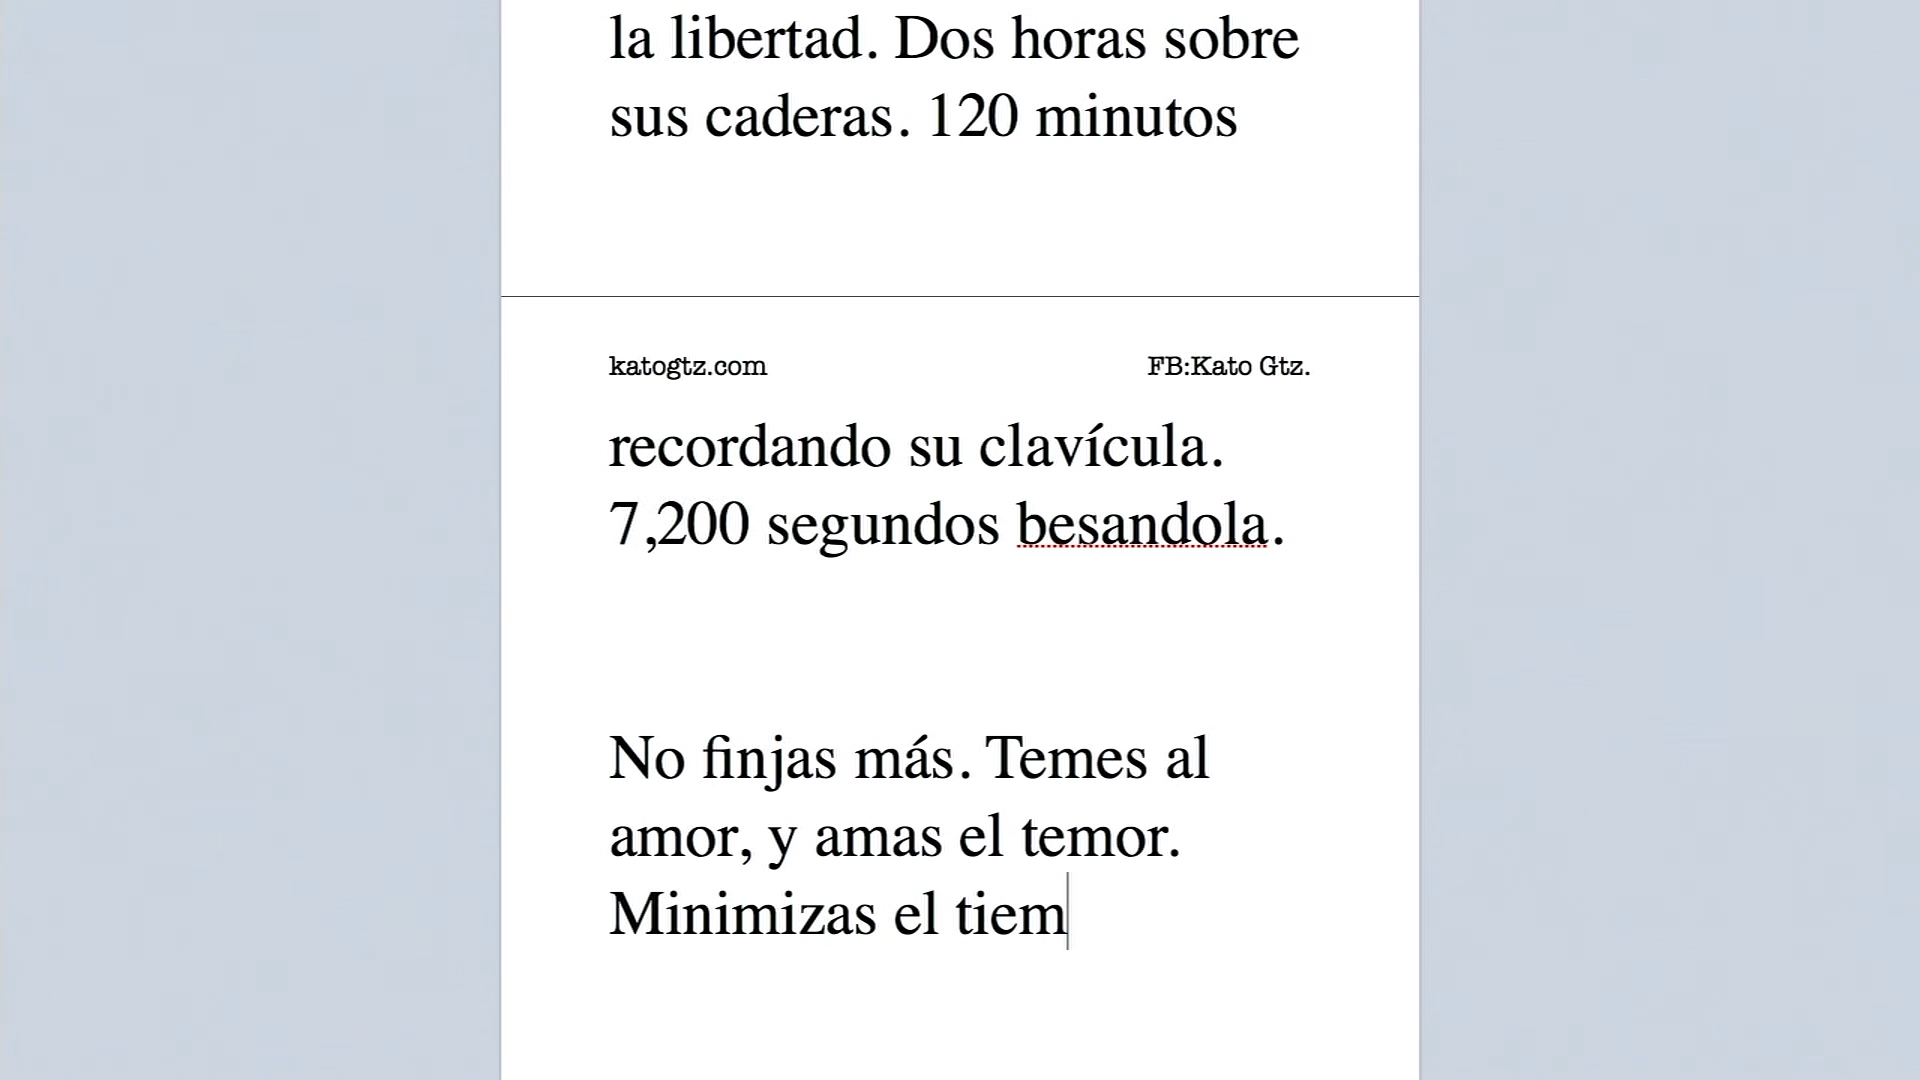 la libertad. Dos horas sobre
sus caderas. 120 minutos
katogtz.com FB:Kato Gtz.
recordando su clavícula.
7,200 segundos besandola.
No finjas más. Temes al
amor, y amas el temor.
Minimizas el tiem